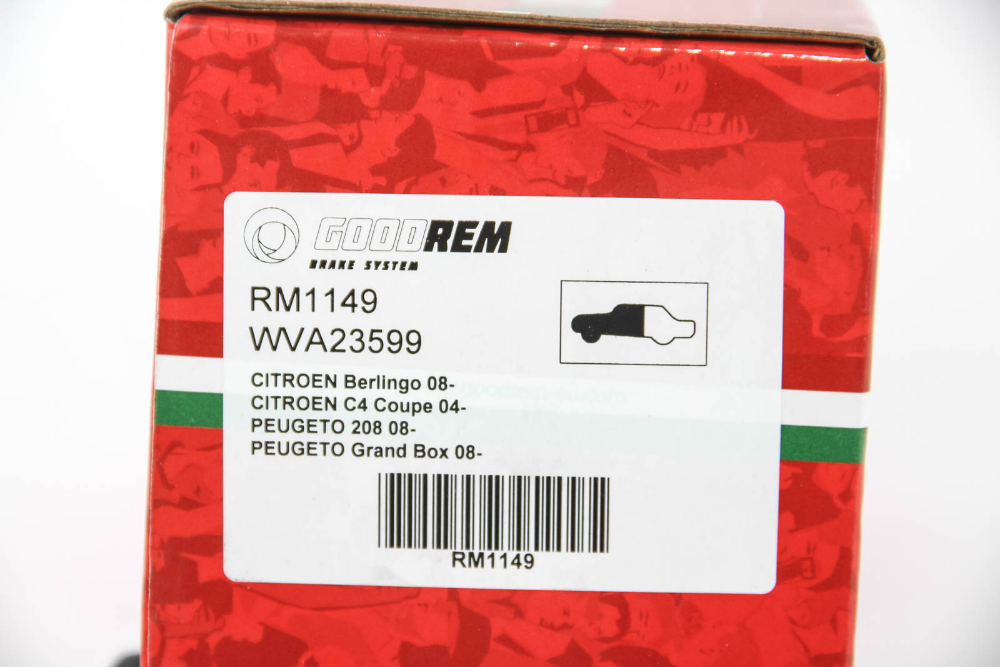 GOODREM
BRAKE SYSTEM
RM1149
WVA23599
CITROEN Berlingo 08-
CITROEN C4 Coupe 04-
PEUGETO 208 08-
PEUGETO Grand Box 08-
RM1149